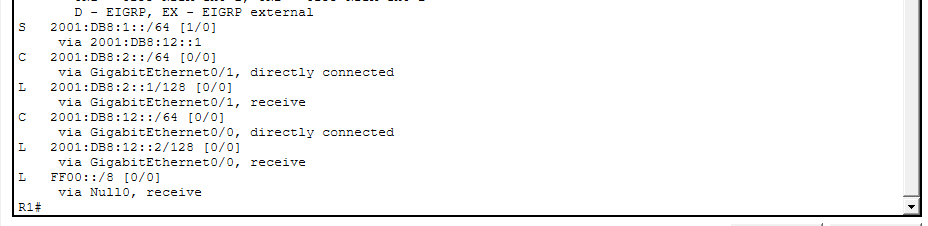 D - EIGRP, EX - EIGRP external
S   2001:DB8:1::/64 [1/0]
     via 2001:DB8:12::1
C   2001:DB8:2::/64 [0/0]
     via GigabitEthernet0/1, directly connected
L   2001:DB8:2::1/128 [0/0]
     via GigabitEthernet0/1, receive
C   2001:DB8:12::/64 [0/0]
     via GigabitEthernet0/0, directly connected
L   2001:DB8:12::2/128 [0/0]
     via GigabitEthernet0/0, receive
L   FF00::/8 [0/0]
     via Null0, receive
R1#